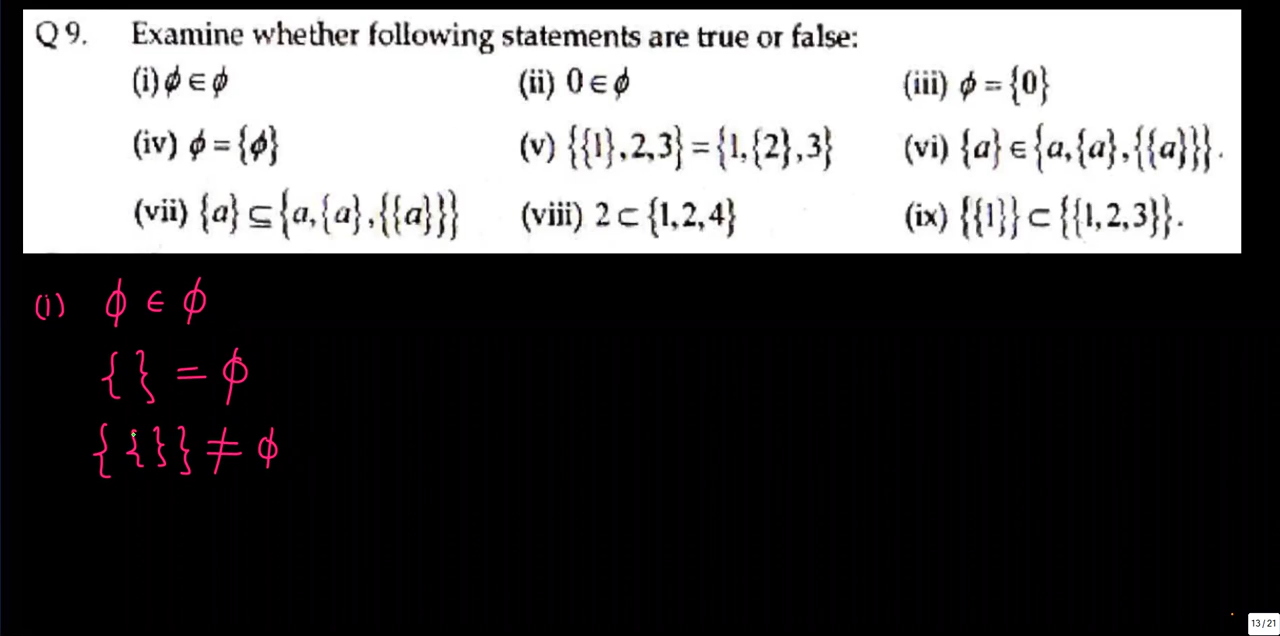 Q 9. Examine whether following statements are true or false:
(i) ϕ ∈ ϕ (ii) 0 ∈ ϕ (iii) ϕ = {0}
(iv) ϕ = {ϕ} (v) {{1},2,3} = {1,{2},3} (vi) {a} ∈ {a,{a},{{a}}}.
(vii) {a} ⊆ {a,{a},{{a}}} (viii) 2 ⊂ {1,2,4} (ix) {{1}} ⊂ {{1,2,3}}.
(i) ϕ ∈ ϕ
{ } = ϕ
{ { } } ≠ ϕ
13/21